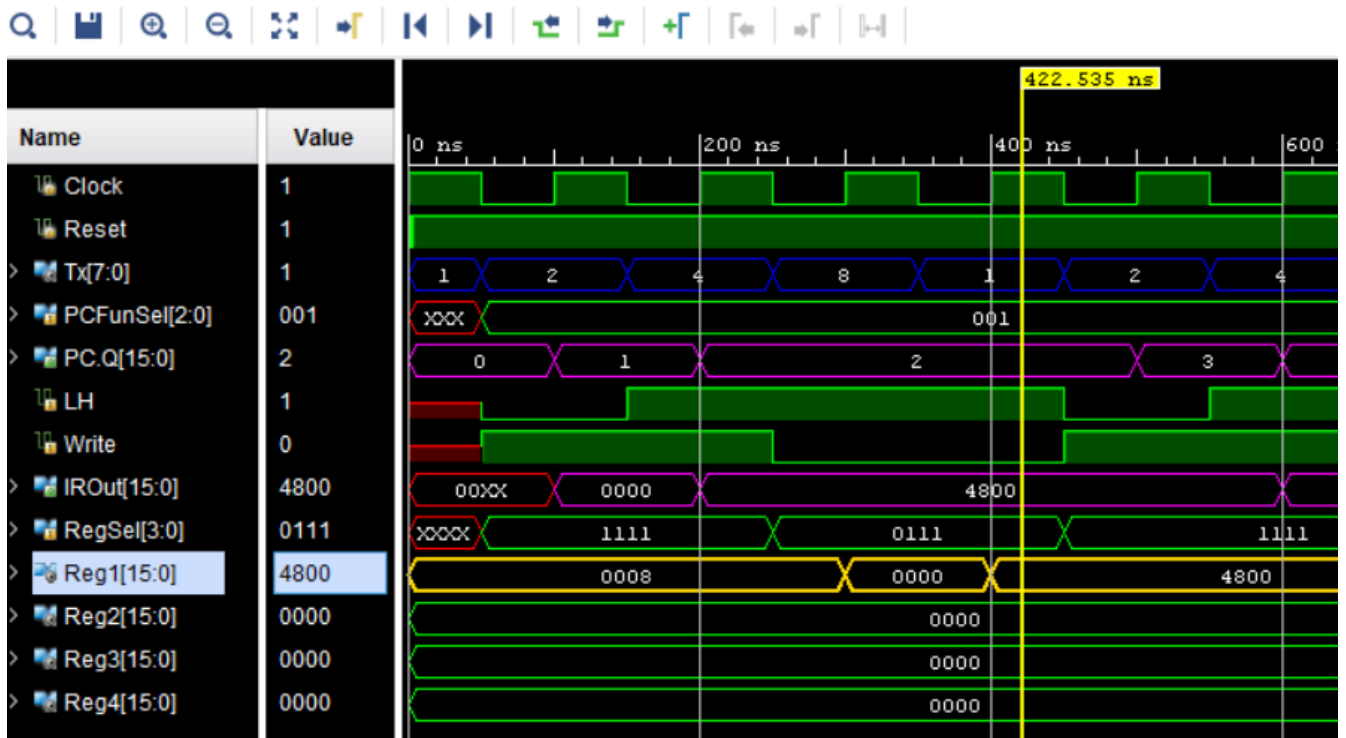 422.535 ns
Name Value
0 ns 200 ns 400 ns 600
Clock 1
Reset 1
Tx[7:0] 1 1 2 4 8 1 2 4
PCFunSel[2:0] 001 XXX 001
PC.Q[15:0] 2 0 1 2 3
LH 1
Write 0
IROut[15:0] 4800 00XX 0000 4800
RegSel[3:0] 0111 XXXX 1111 0111 1111
Reg1[15:0] 4800 0008 0000 4800
Reg2[15:0] 0000 0000
Reg3[15:0] 0000 0000
Reg4[15:0] 0000 0000